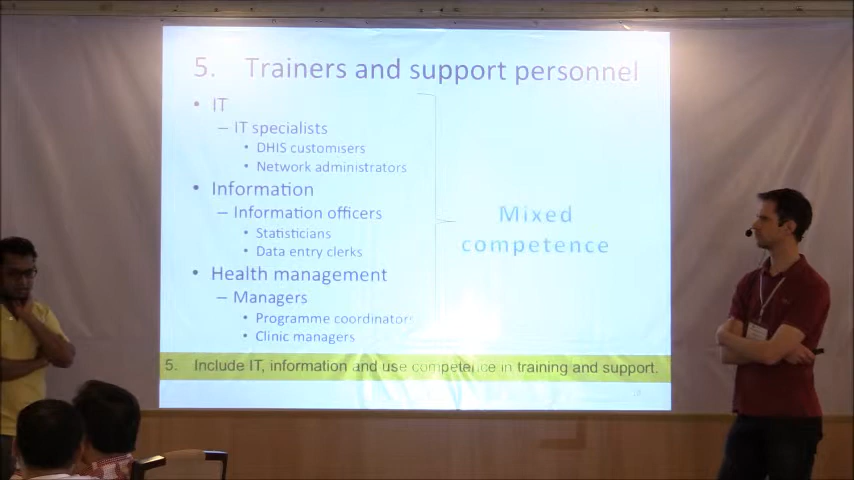 5. Trainers and support personnel
• IT
– IT specialists
• DHIS customisers
• Network administrators
• Information
– Information officers
• Statisticians
• Data entry clerks
• Health management
– Managers
• Programme coordinators
• Clinic managers
Mixed
competence
5. Include IT, information and use competence in training and support.